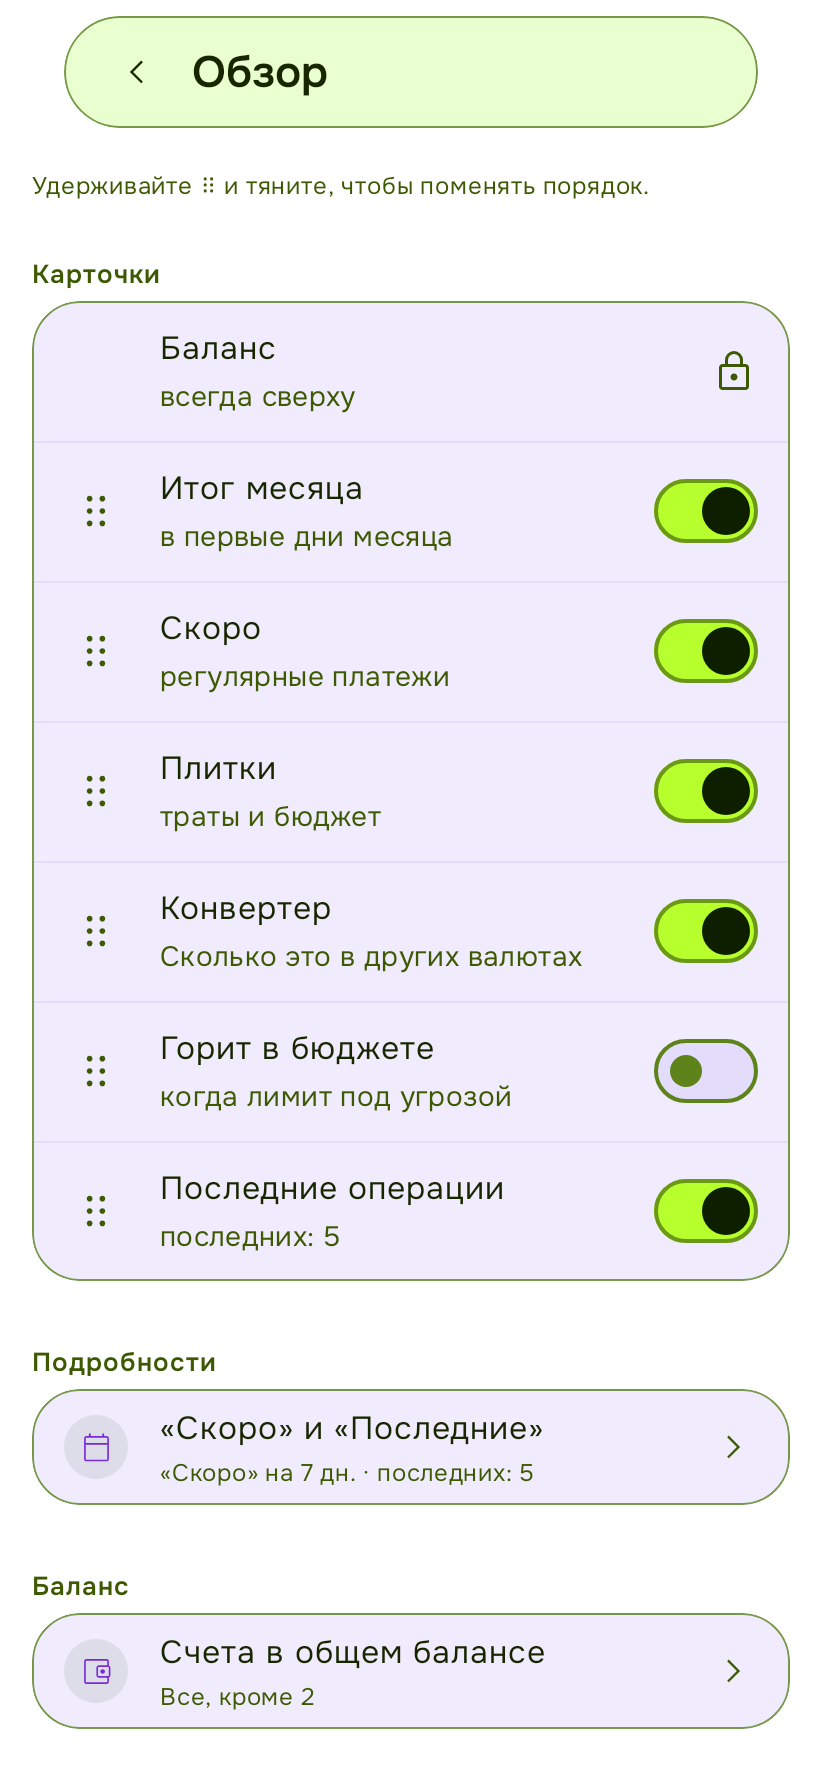 Обзор
Удерживайте ⠿ и тяните, чтобы поменять порядок.
Карточки
Баланс
всегда сверху
Итог месяца
в первые дни месяца
Скоро
регулярные платежи
Плитки
траты и бюджет
Конвертер
Сколько это в других валютах
Горит в бюджете
когда лимит под угрозой
Последние операции
последних: 5
Подробности
«Скоро» и «Последние»
«Скоро» на 7 дн. · последних: 5
Баланс
Счета в общем балансе
Все, кроме 2